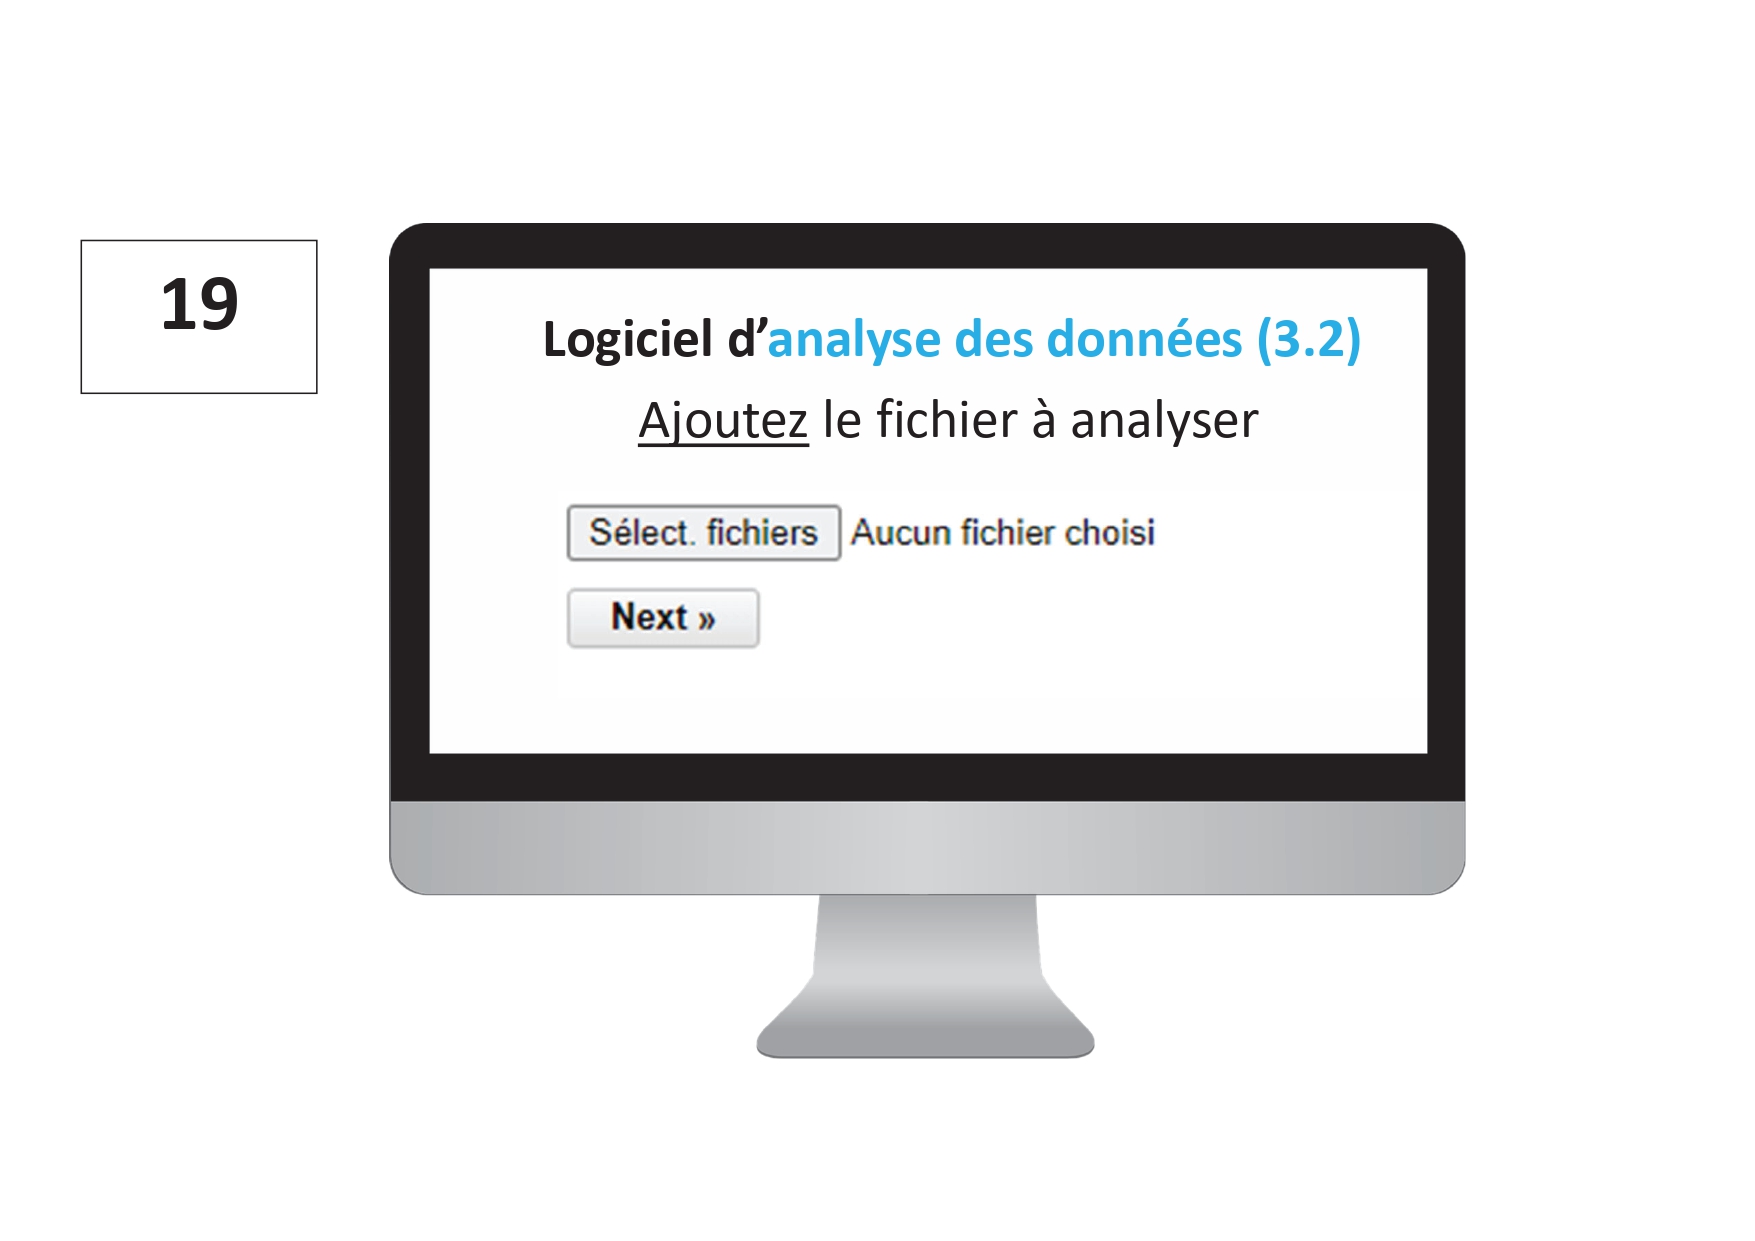 19
Logiciel d’analyse des données (3.2)
Ajoutez le fichier à analyser
Sélect. fichiers Aucun fichier choisi
Next »